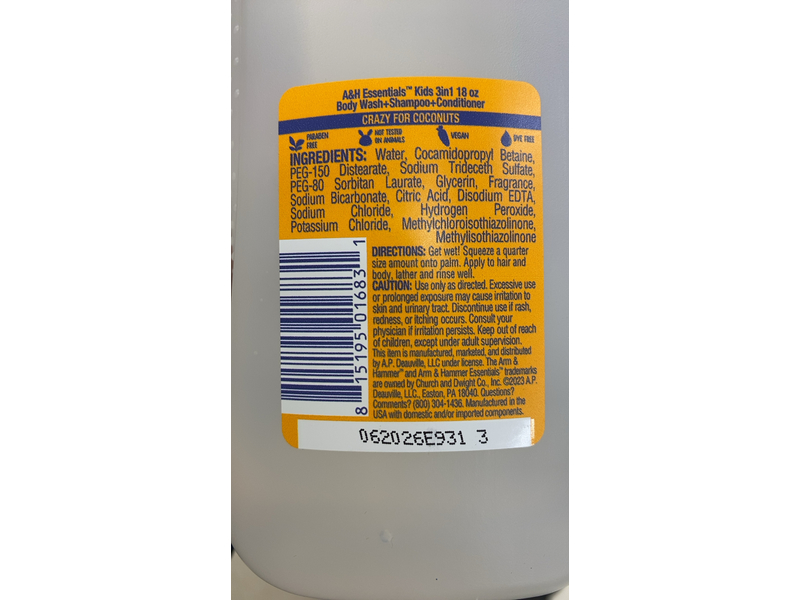 A&H Essentials™ Kids 3in1 18 oz
Body Wash+Shampoo+Conditioner
CRAZY FOR COCONUTS
PARABEN
FREE
NOT TESTED
ON ANIMALS
VEGAN
DYE FREE
INGREDIENTS: Water, Cocamidopropyl Betaine,
PEG-150 Distearate, Sodium Trideceth Sulfate,
PEG-80 Sorbitan Laurate, Glycerin, Fragrance,
Sodium Bicarbonate, Citric Acid, Disodium EDTA,
Sodium Chloride, Hydrogen Peroxide,
Potassium Chloride, Methylchloroisothiazolinone,
Methylisothiazolinone
DIRECTIONS: Get wet! Squeeze a quarter
size amount onto palm. Apply to hair and
body, lather and rinse well.
CAUTION: Use only as directed. Excessive use
or prolonged exposure may cause irritation to
skin and urinary tract. Discontinue use if rash,
redness, or itching occurs. Consult your
physician if irritation persists. Keep out of reach
of children, except under adult supervision.
This item is manufactured, marketed, and distributed
by A.P. Deauville, LLC under license. The Arm &
Hammer™ and Arm & Hammer Essentials™ trademarks
are owned by Church and Dwight Co., Inc. ©2023 A.P.
Deauville, LLC., Easton, PA 18040. Questions?
Comments? (800) 304-1436. Manufactured in the
USA with domestic and/or imported components.
8 15195 01683 1
062026E931 3